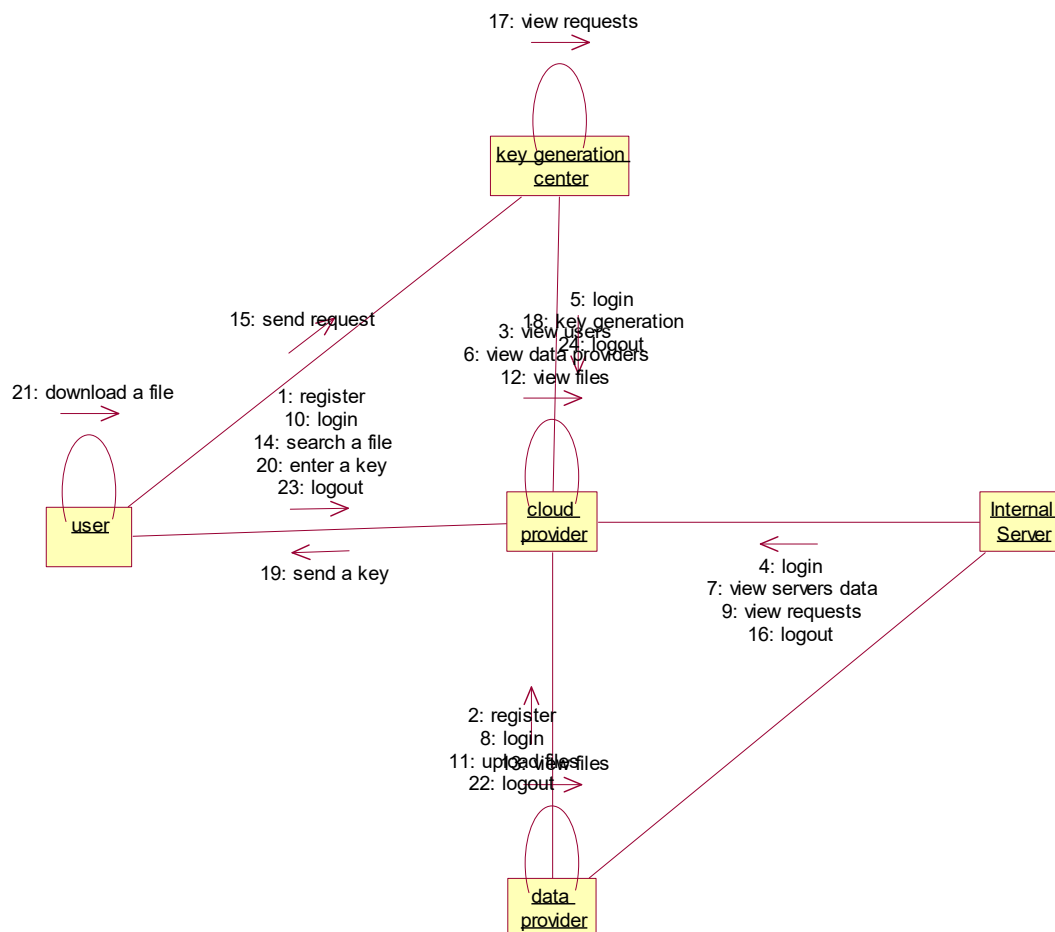 17: view requests
key generation
center
15: send request
5: login
18: key generation
24: logout
3: view users
6: view data providers
12: view files
21: download a file
1: register
10: login
14: search a file
20: enter a key
23: logout
user
cloud
provider
Internal
Server
19: send a key
4: login
7: view servers data
9: view requests
16: logout
2: register
8: login
11: upload files
22: logout
13: view files
data
provider